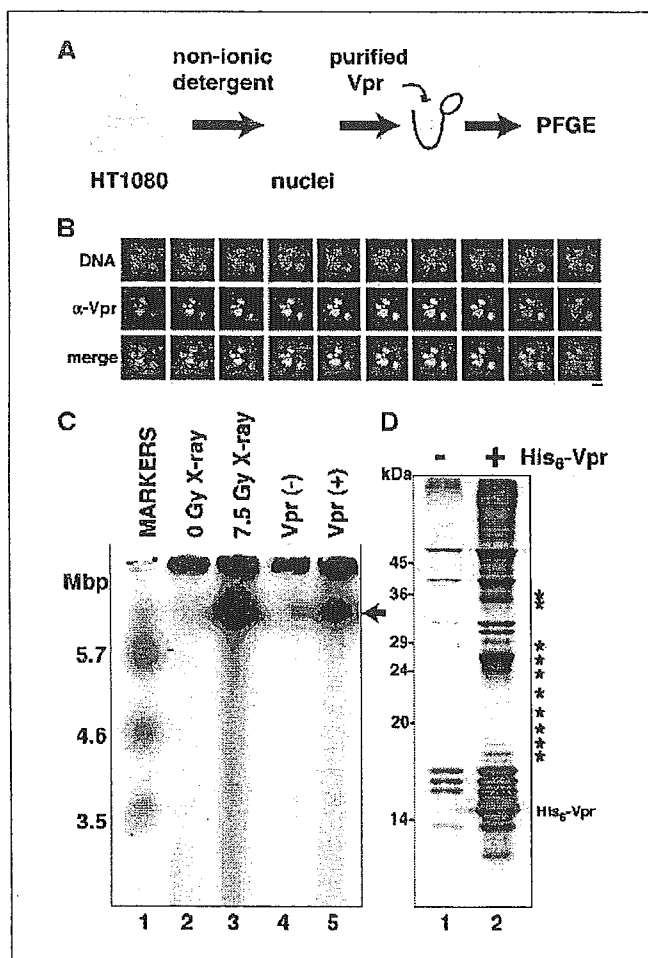 A
non-ionic
detergent
purified
Vpr
HT1080
nuclei
PFGE
B
DNA
α-Vpr
merge
C
MARKERS
0 Gy X-ray
7.5 Gy X-ray
Vpr (-)
Vpr (+)
Mbp
5.7
4.6
3.5
1 2 3 4 5
D
- + His₆-Vpr
kDa
45-
36-
29-
24-
20-
14-
*
*
*
*
*
*
*
*
*
*
His₆-Vpr
1 2